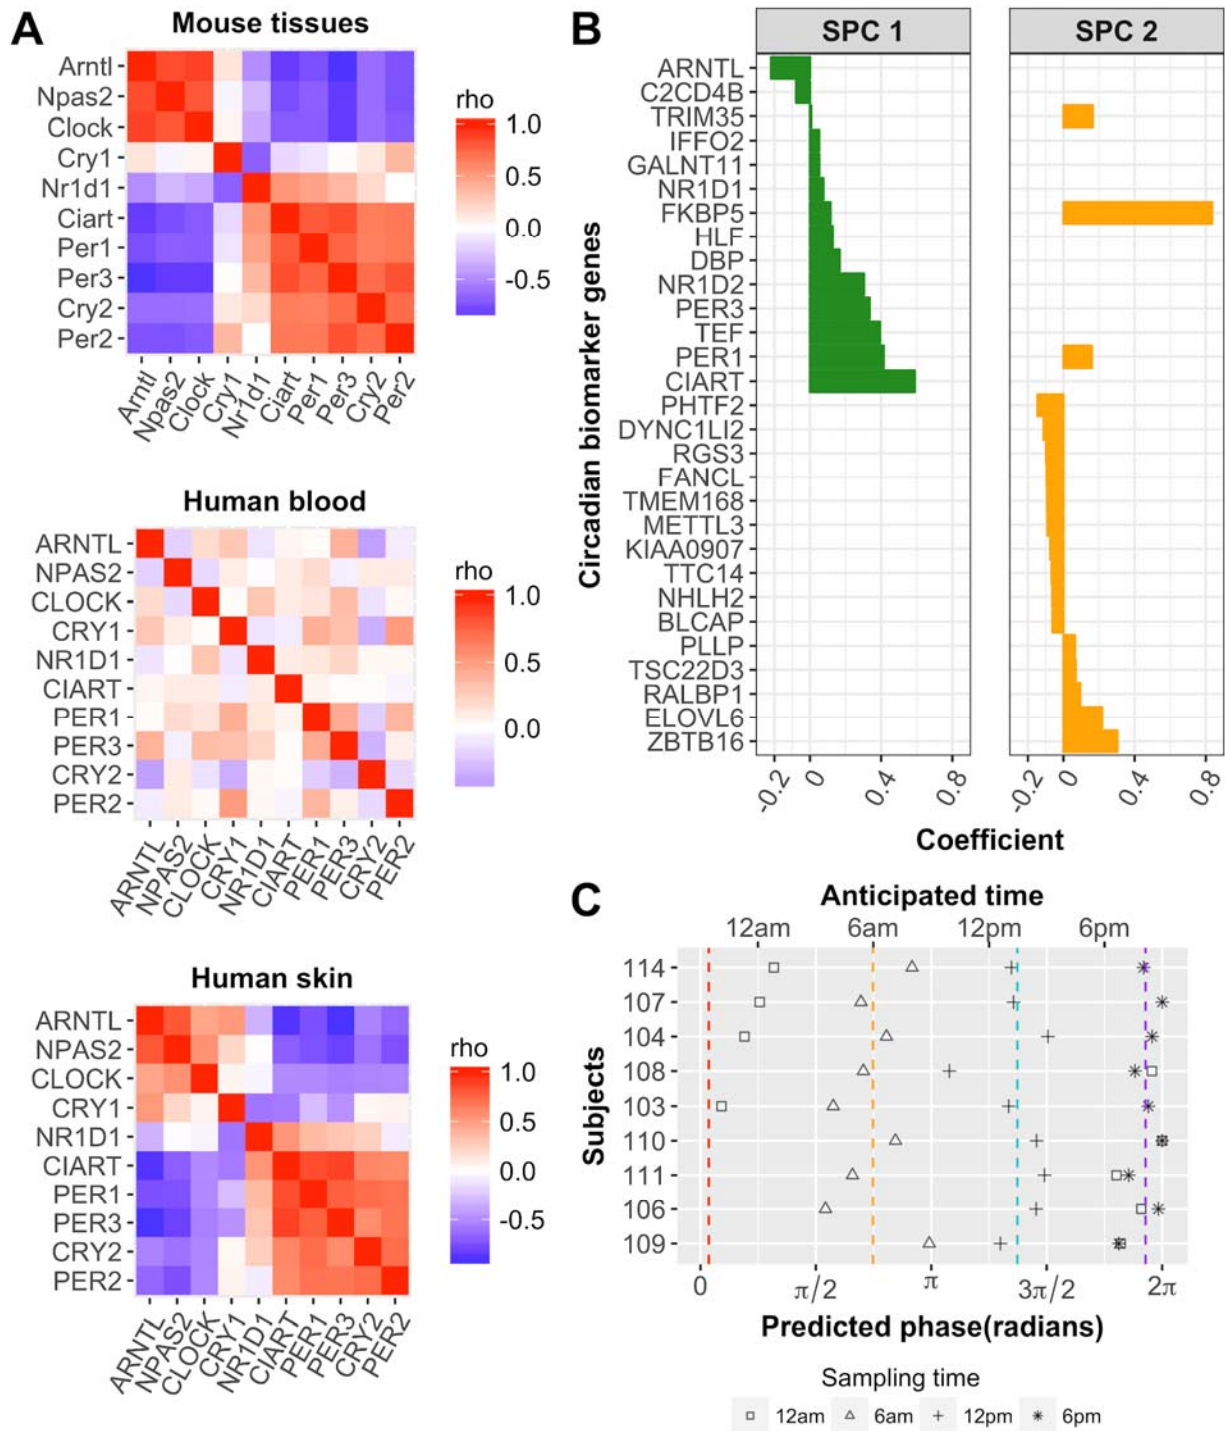 A
Mouse tissues
Arntl
Npas2
Clock
Cry1
Nr1d1
Ciart
Per1
Per3
Cry2
Per2
Arntl
Npas2
Clock
Cry1
Nr1d1
Ciart
Per1
Per3
Cry2
Per2
rho
1.0
0.5
0.0
-0.5
Human blood
ARNTL
NPAS2
CLOCK
CRY1
NR1D1
CIART
PER1
PER3
CRY2
PER2
ARNTL
NPAS2
CLOCK
CRY1
NR1D1
CIART
PER1
PER3
CRY2
PER2
rho
1.0
0.5
0.0
Human skin
ARNTL
NPAS2
CLOCK
CRY1
NR1D1
CIART
PER1
PER3
CRY2
PER2
ARNTL
NPAS2
CLOCK
CRY1
NR1D1
CIART
PER1
PER3
CRY2
PER2
rho
1.0
0.5
0.0
-0.5
B
SPC 1
SPC 2
Circadian biomarker genes
ARNTL
C2CD4B
TRIM35
IFFO2
GALNT11
NR1D1
FKBP5
HLF
DBP
NR1D2
PER3
TEF
PER1
CIART
PHTF2
DYNC1LI2
RGS3
FANCL
TMEM168
METTL3
KIAA0907
TTC14
NHLH2
BLCAP
PLLP
TSC22D3
RALBP1
ELOVL6
ZBTB16
-0.2 0 0.4 0.8
-0.2 0 0.4 0.8
Coefficient
C
Anticipated time
12am 6am 12pm 6pm
Subjects
114
107
104
108
103
110
111
106
109
0 π/2 π 3π/2 2π
Predicted phase(radians)
Sampling time
12am 6am 12pm 6pm